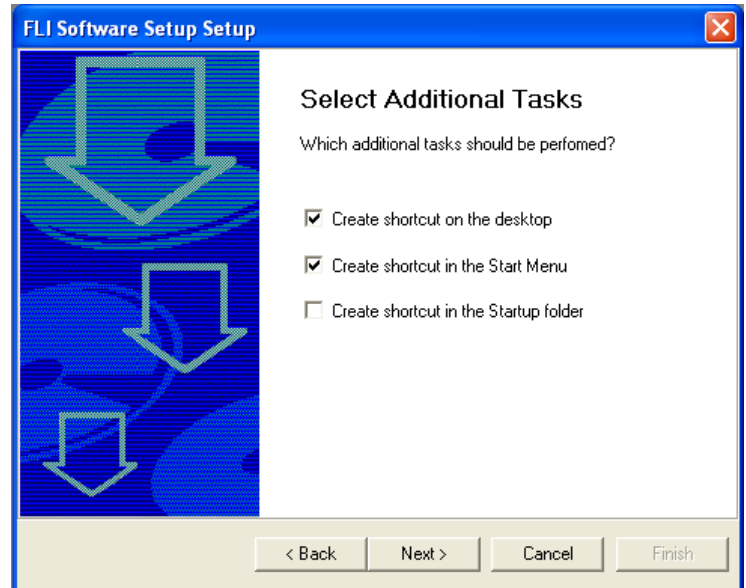 FLI Software Setup Setup
Select Additional Tasks
Which additional tasks should be perfomed?
Create shortcut on the desktop
Create shortcut in the Start Menu
Create shortcut in the Startup folder
< Back Next > Cancel Finish